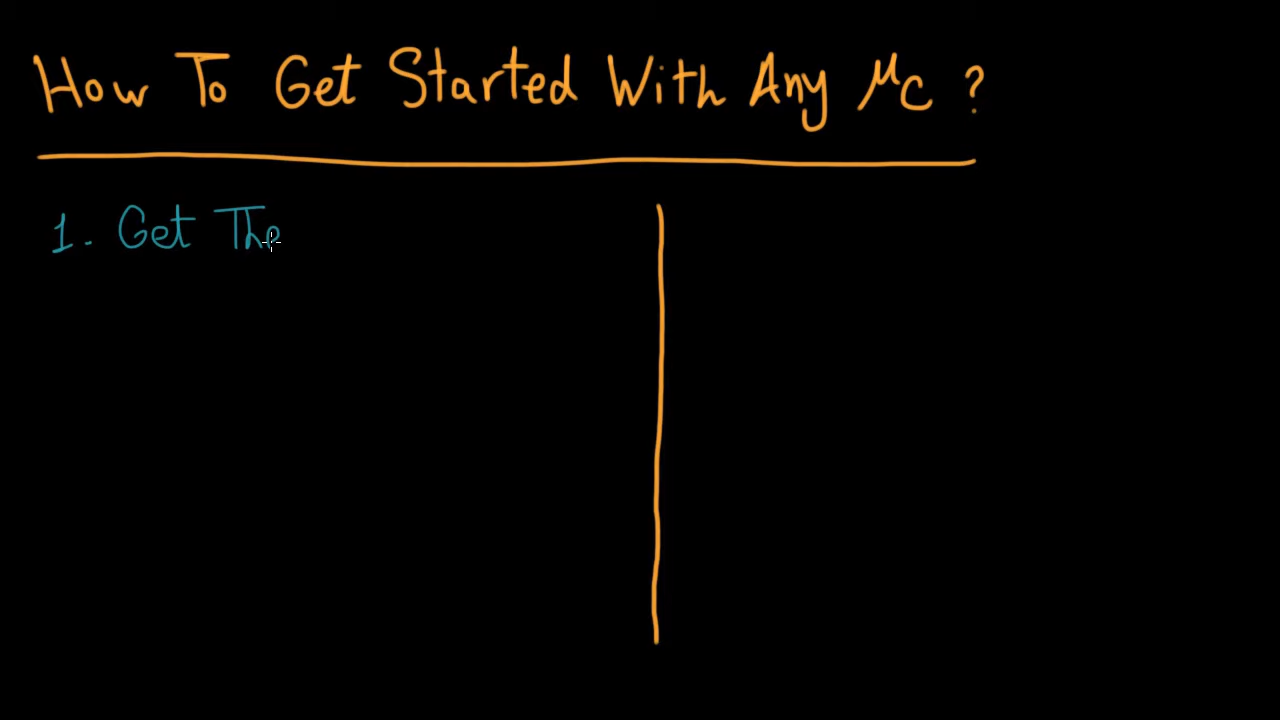 How To Get Started With Any μC ?
1. Get The